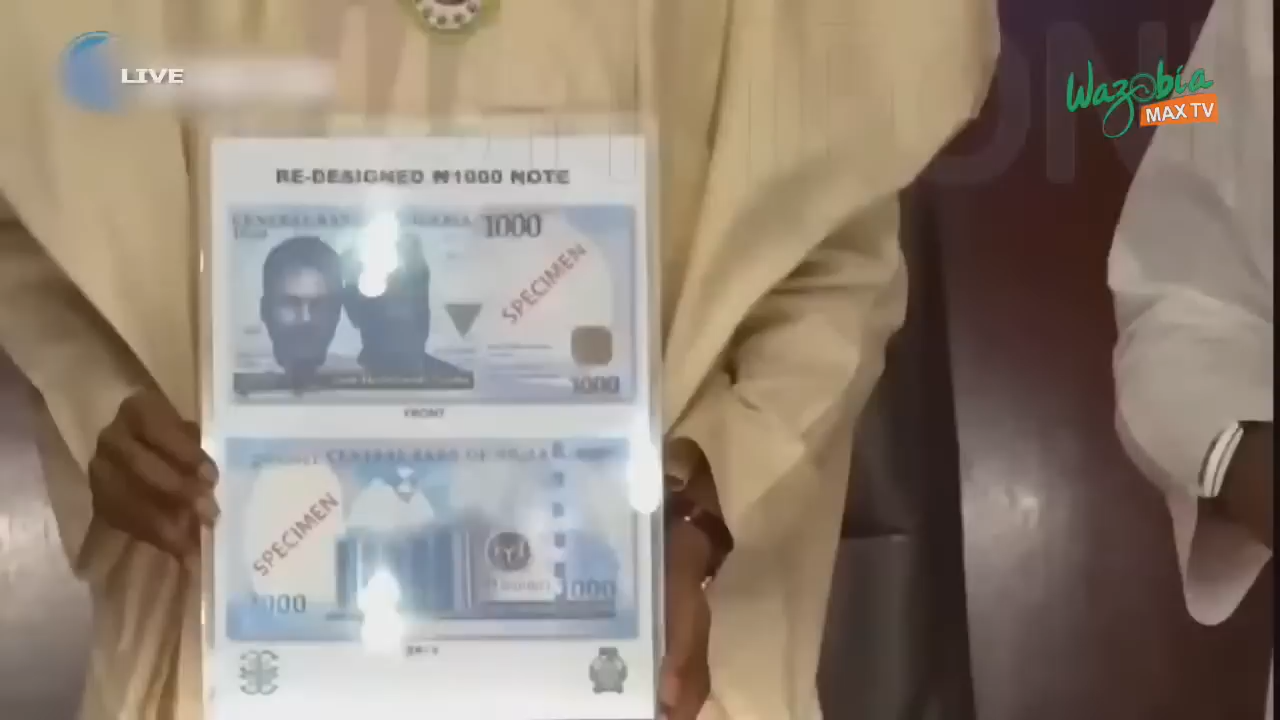 LIVE
Wazobia
MAX TV
RE-DESIGNED ₦1000 NOTE
CENTRAL BANK OF NIGERIA
1000
SPECIMEN
1000
FRONT
CENTRAL BANK OF
SPECIMEN
1000
1000